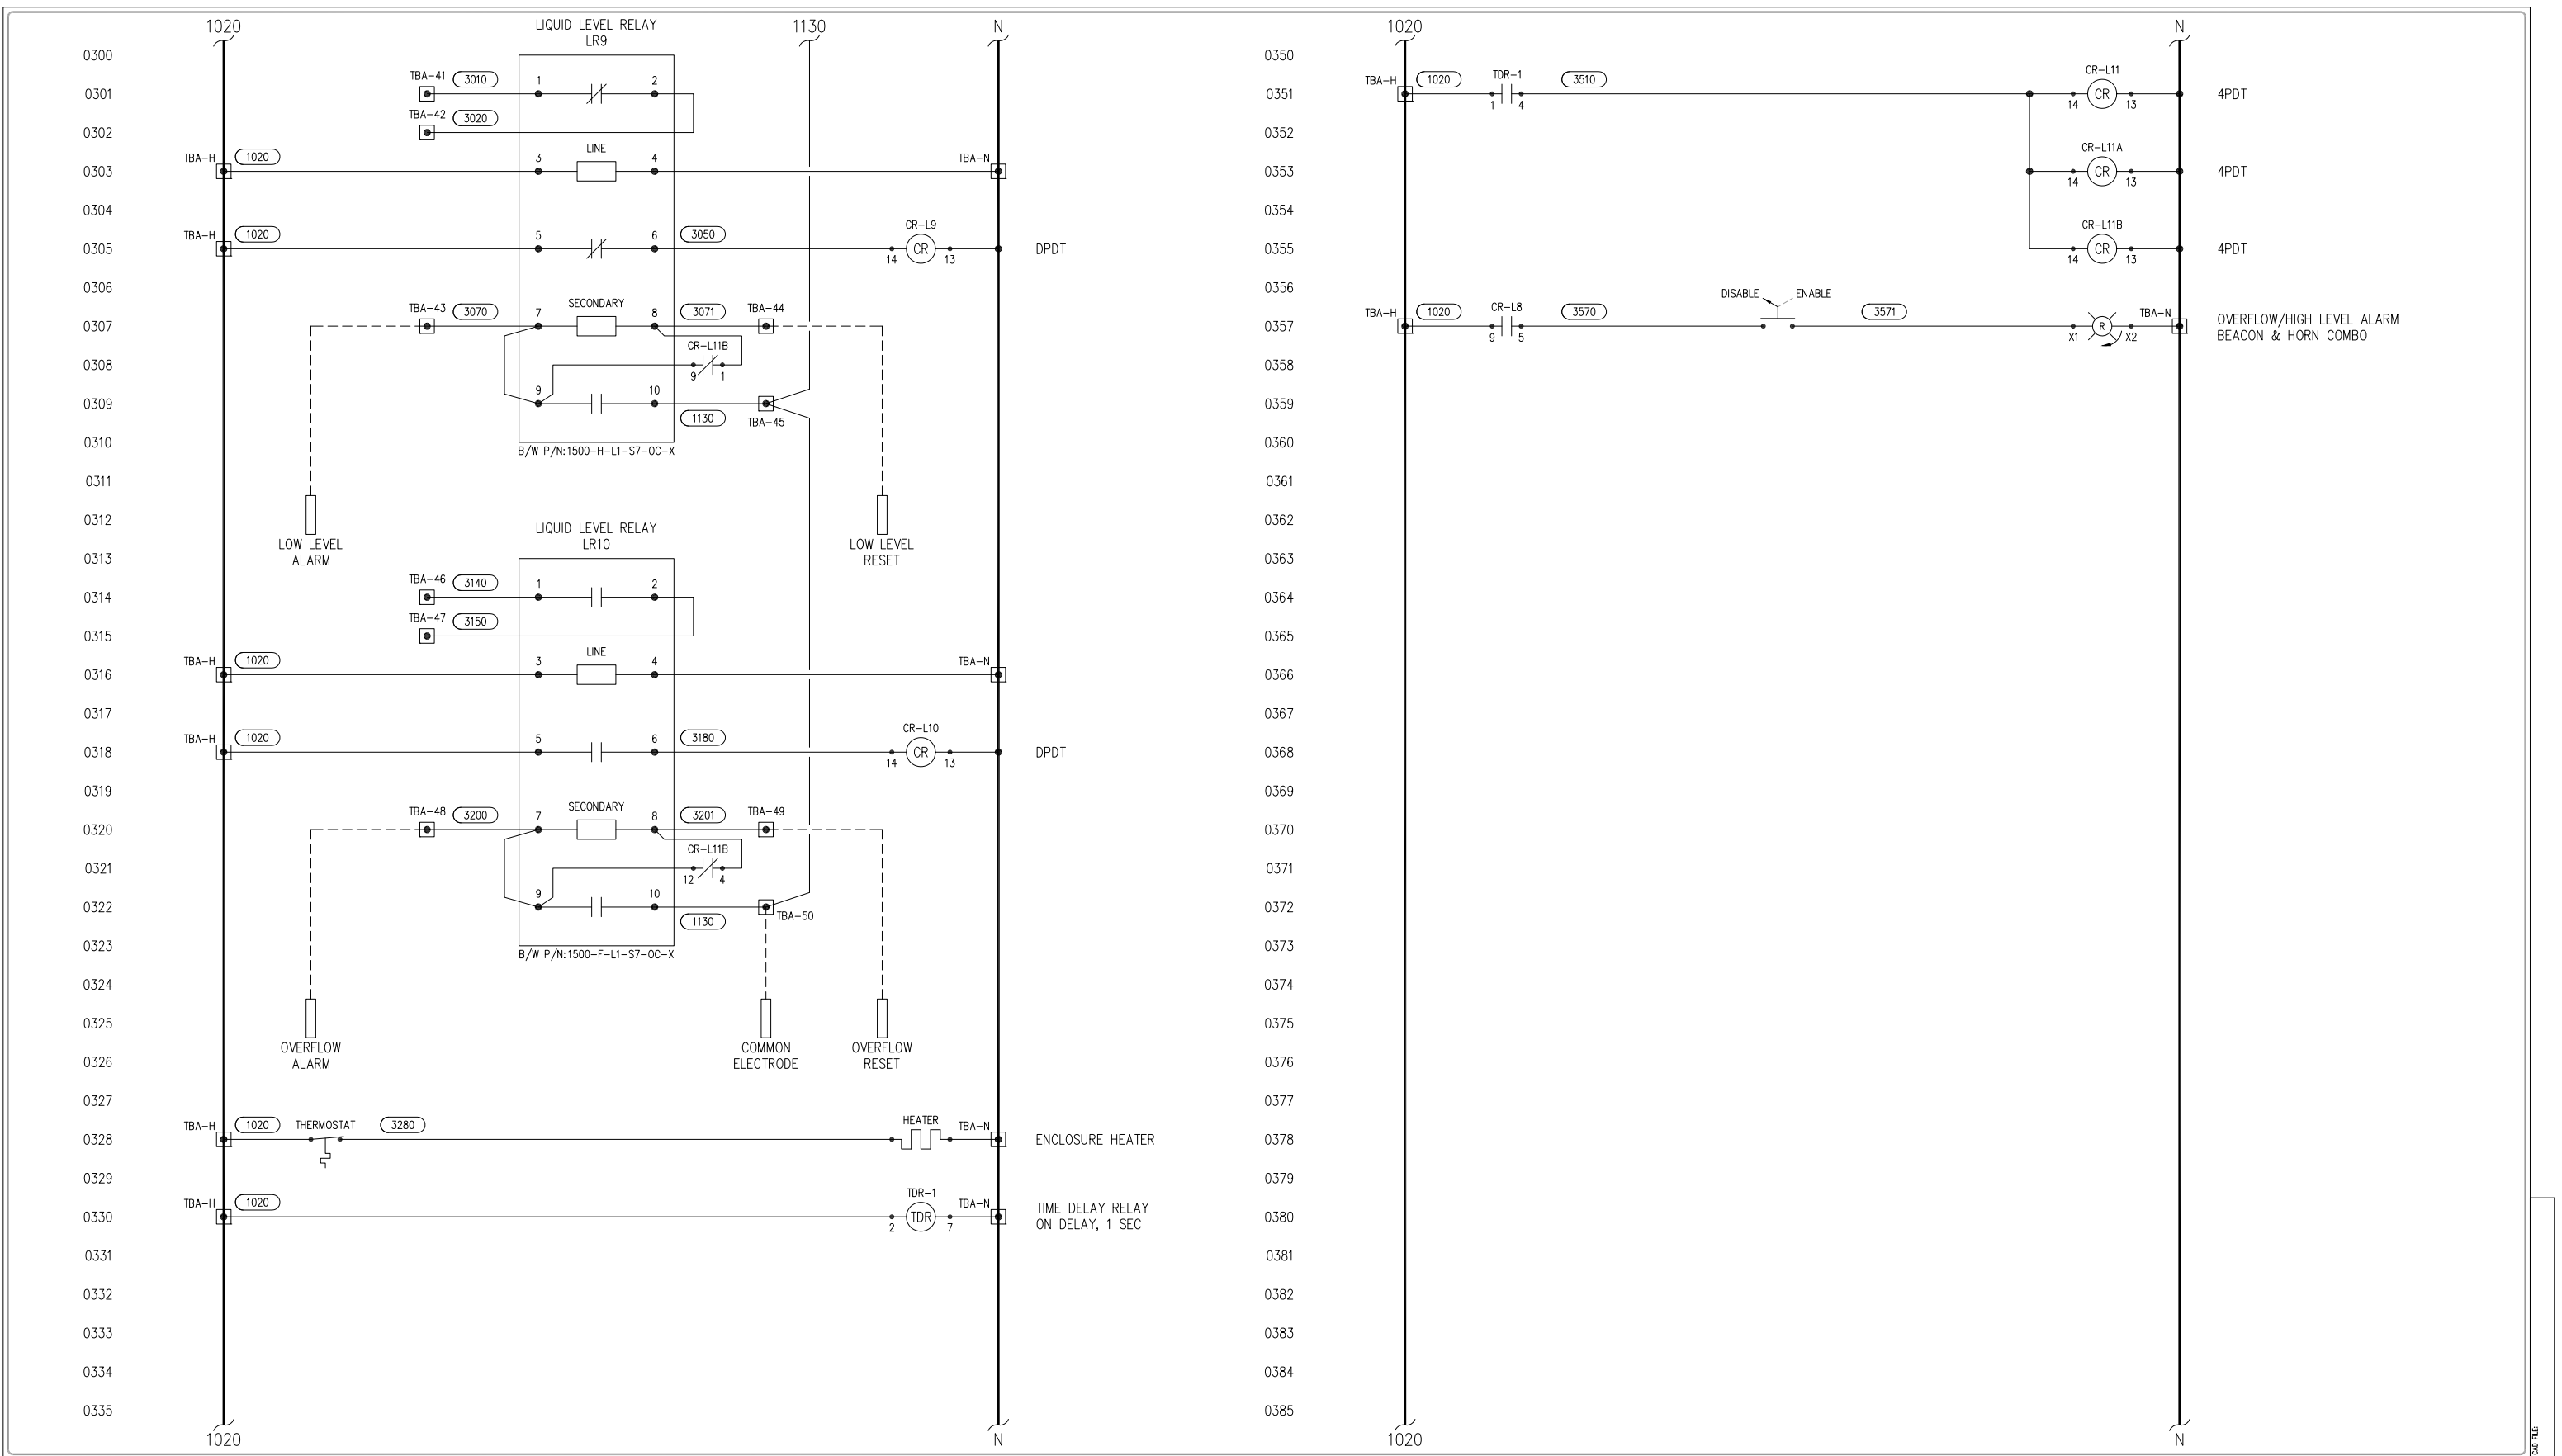 1020
LIQUID LEVEL RELAY
LR9
1130
N
0300
TBA-41 3010 1 2
0301
TBA-42 3020
0302
TBA-H 1020 3 LINE 4 TBA-N
0303
0304
TBA-H 1020 5 6 3050 CR-L9
0305 CR DPDT
14 13
0306
TBA-43 3070 7 SECONDARY 8 3071 TBA-44
0307
CR-L11B
0308
9 1
9 10
0309
1130 TBA-45
0310
B/W P/N:1500-H-L1-S7-OC-X
0311
0312
LIQUID LEVEL RELAY
LR10
LOW LEVEL
ALARM
LOW LEVEL
RESET
0313
TBA-46 3140 1 2
0314
TBA-47 3150
0315
TBA-H 1020 3 LINE 4 TBA-N
0316
0317
TBA-H 1020 5 6 3180 CR-L10
0318 CR DPDT
14 13
0319
TBA-48 3200 7 SECONDARY 8 3201 TBA-49
0320
CR-L11B
0321
12 4
9 10
0322
1130 TBA-50
0323
B/W P/N:1500-F-L1-S7-OC-X
0324
0325
OVERFLOW
ALARM
COMMON
ELECTRODE
OVERFLOW
RESET
0326
0327
TBA-H 1020 THERMOSTAT 3280 HEATER TBA-N
0328 ENCLOSURE HEATER
0329
TBA-H 1020 TDR-1 TBA-N
0330 TDR
2 7
TIME DELAY RELAY
ON DELAY, 1 SEC
0331
0332
0333
0334
0335
1020
N
1020
N
0350
TBA-H 1020 TDR-1 3510 CR-L11
0351 CR 4PDT
1 4 14 13
0352
CR-L11A
0353 CR 4PDT
14 13
0354
CR-L11B
0355 CR 4PDT
14 13
0356
DISABLE ENABLE
TBA-H 1020 CR-L8 3570 3571 TBA-N
0357 R
9 5 X1 X2
OVERFLOW/HIGH LEVEL ALARM
BEACON & HORN COMBO
0358
0359
0360
0361
0362
0363
0364
0365
0366
0367
0368
0369
0370
0371
0372
0373
0374
0375
0376
0377
0378
0379
0380
0381
0382
0383
0384
0385
1020
N
CAD FILE: